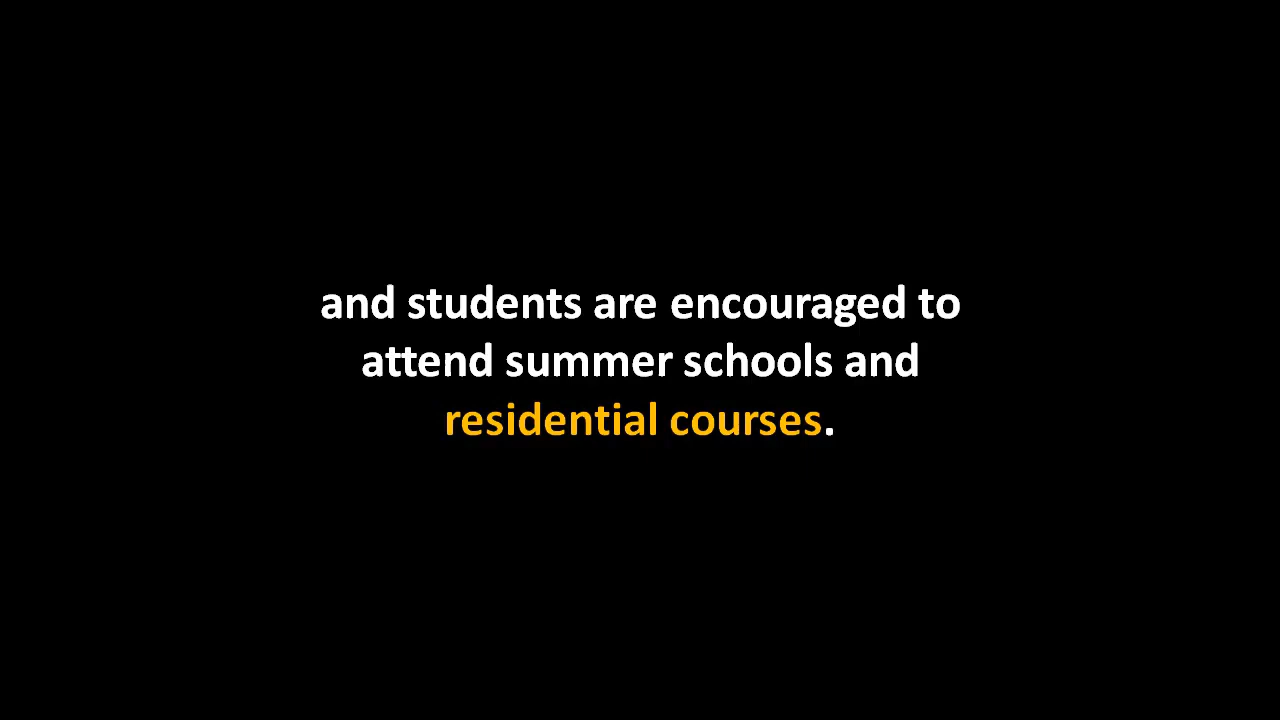 and students are encouraged to
attend summer schools and
residential courses.